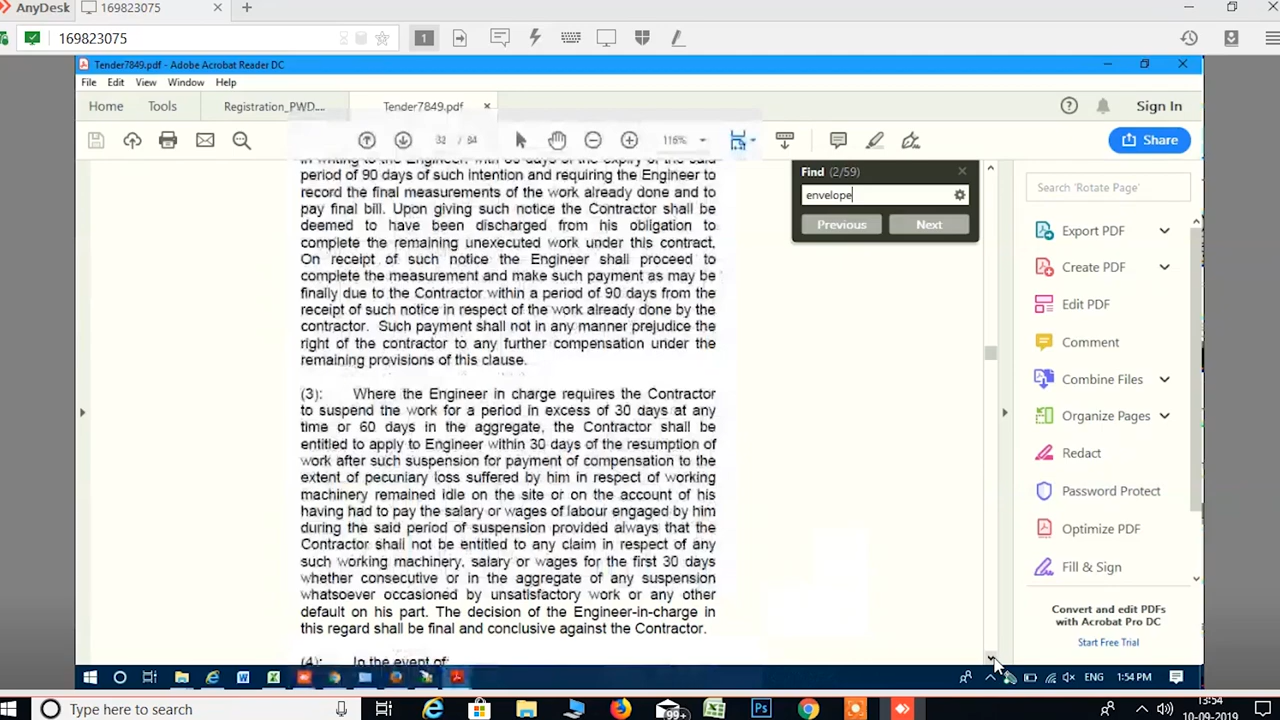 AnyDesk
169823075
169823075
1
Tender7849.pdf - Adobe Acrobat Reader DC
File Edit View Window Help
Home Tools Registration_PWD.... Tender7849.pdf
Sign In
32 / 84
116%
Share
period of 90 days of such intention and requiring the Engineer to
record the final measurements of the work already done and to
pay final bill. Upon giving such notice the Contractor shall be
deemed to have been discharged from his obligation to
complete the remaining unexecuted work under this contract.
On receipt of such notice the Engineer shall proceed to
complete the measurement and make such payment as may be
finally due to the Contractor within a period of 90 days from the
receipt of such notice in respect of the work already done by the
contractor. Such payment shall not in any manner prejudice the
right of the contractor to any further compensation under the
remaining provisions of this clause.
(3): Where the Engineer in charge requires the Contractor
to suspend the work for a period in excess of 30 days at any
time or 60 days in the aggregate, the Contractor shall be
entitled to apply to Engineer within 30 days of the resumption of
work after such suspension for payment of compensation to the
extent of pecuniary loss suffered by him in respect of working
machinery remained idle on the site or on the account of his
having had to pay the salary or wages of labour engaged by him
during the said period of suspension provided always that the
Contractor shall not be entitled to any claim in respect of any
such working machinery, salary or wages for the first 30 days
whether consecutive or in the aggregate of any suspension
whatsoever occasioned by unsatisfactory work or any other
default on his part. The decision of the Engineer-in-charge in
this regard shall be final and conclusive against the Contractor.
(4): In the event of:
Find (2/59)
envelope
Previous Next
Search 'Rotate Page'
Export PDF
Create PDF
Edit PDF
Comment
Combine Files
Organize Pages
Redact
Password Protect
Optimize PDF
Fill & Sign
Convert and edit PDFs
with Acrobat Pro DC
Start Free Trial
ENG 1:54 PM
Type here to search
99+
ENG
13:54
10-09-2019